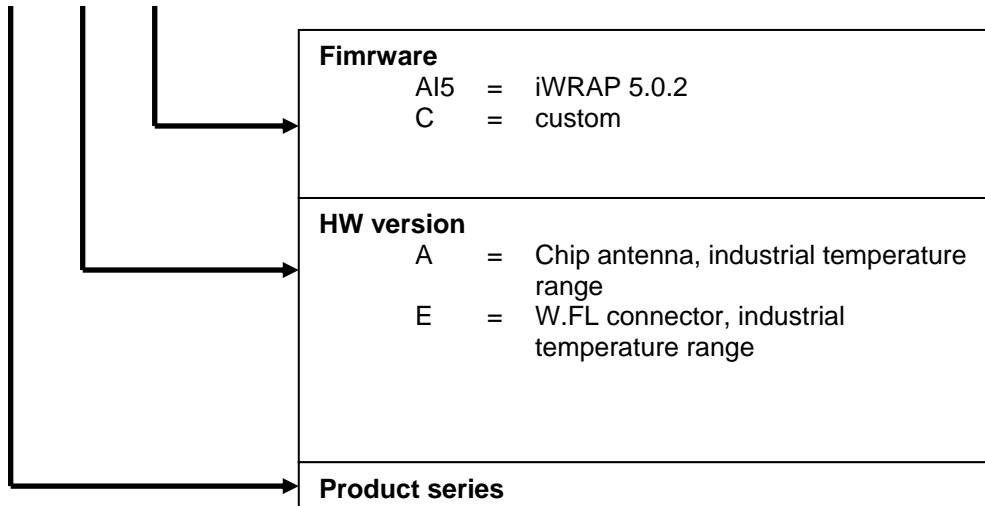 Fimrware
AI5 = iWRAP 5.0.2
C = custom
HW version
A = Chip antenna, industrial temperature
range
E = W.FL connector, industrial
temperature range
Product series